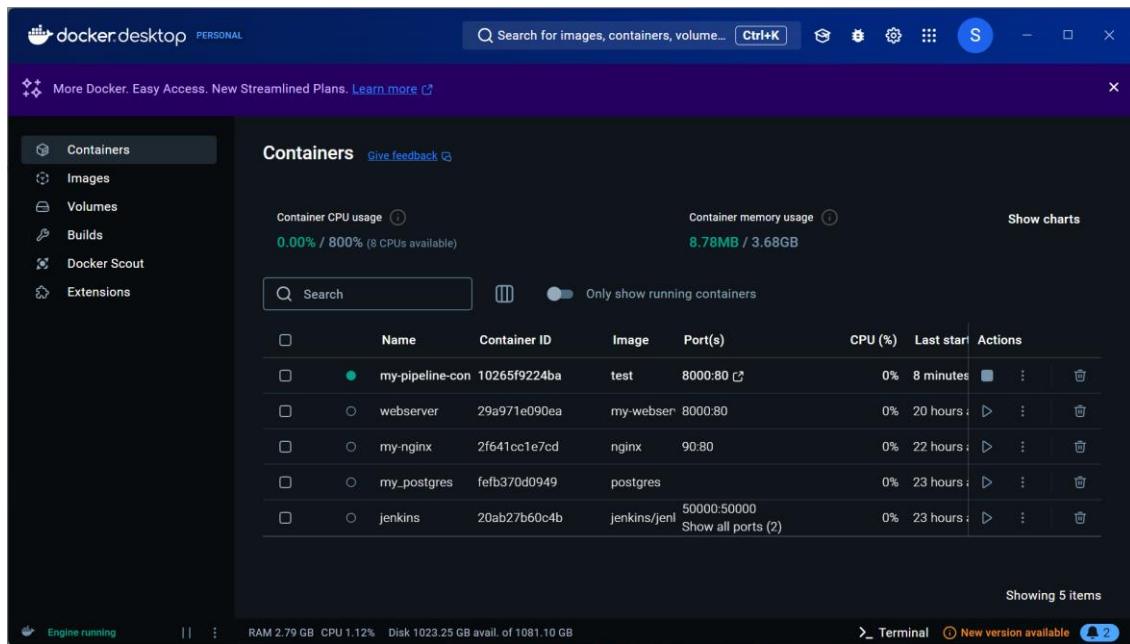 docker.desktop PERSONAL Search for images, containers, volume... Ctrl+K S
More Docker. Easy Access. New Streamlined Plans. Learn more
Containers
Images
Volumes
Builds
Docker Scout
Extensions
Containers Give feedback
Container CPU usage
0.00% / 800% (8 CPUs available)
Container memory usage
8.78MB / 3.68GB
Show charts
Search
Only show running containers
Name Container ID Image Port(s) CPU (%) Last start Actions
my-pipeline-con 10265f9224ba test 8000:80 0% 8 minutes
webserver 29a971e090ea my-webser 8000:80 0% 20 hours a
my-nginx 2f641cc1e7cd nginx 90:80 0% 22 hours a
my_postgres fefb370d0949 postgres 0% 23 hours a
jenkins 20ab27b60c4b jenkins/jenl 50000:50000 0% 23 hours a
Show all ports (2)
Showing 5 items
Engine running RAM 2.79 GB CPU 1.12% Disk 1023.25 GB avail. of 1081.10 GB >_ Terminal New version available 2